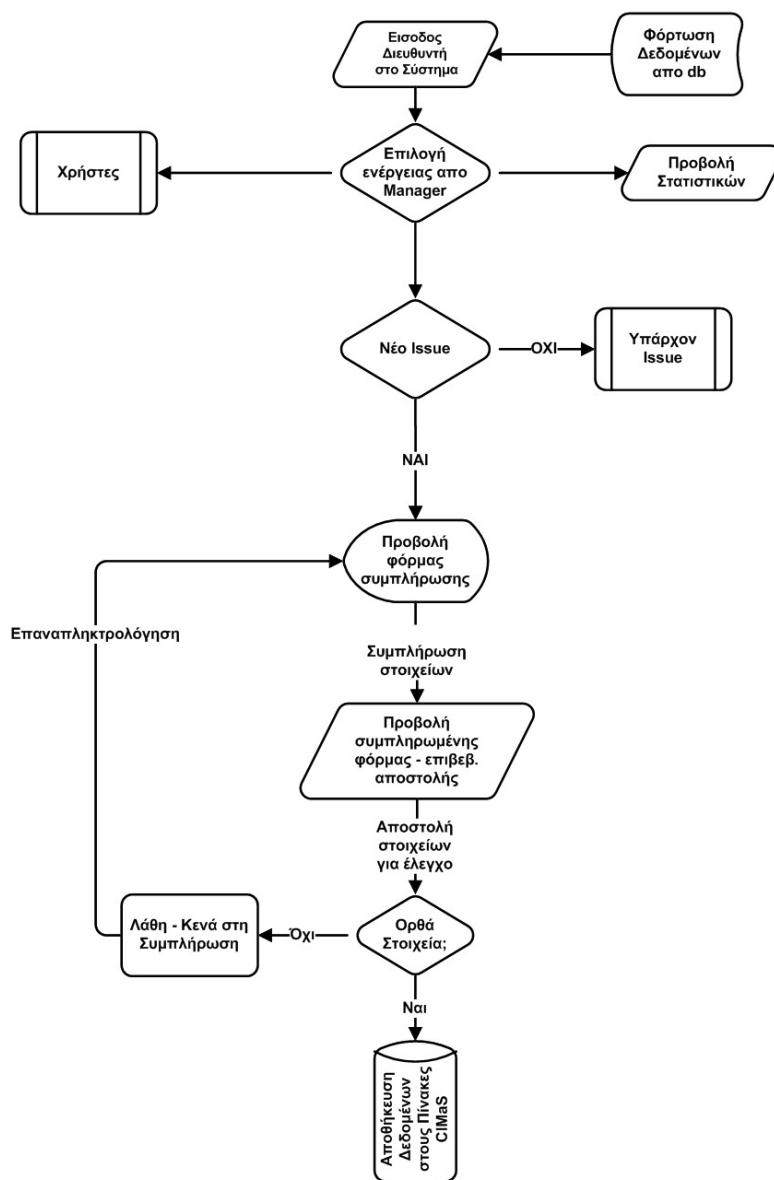 Εισοδος
Διευθυντή
στο Σύστημα
Φόρτωση
Δεδομένων
απο db
Χρήστες
Επιλογή
ενέργειας απο
Manager
Προβολή
Στατιστικών
Νέο Issue
ΟΧΙ
Υπάρχον
Issue
ΝΑΙ
Προβολή
φόρμας
συμπλήρωσης
Επαναπληκτρολόγηση
Συμπλήρωση
στοιχείων
Προβολή
συμπληρωμένης
φόρμας - επιβεβ.
αποστολής
Αποστολή
στοιχείων
για έλεγχο
Λάθη - Κενά στη
Συμπλήρωση
Όχι
Ορθά
Στοιχεία;
Ναι
Αποθήκευση
Δεδομένων
στους Πίνακες
CIMaS